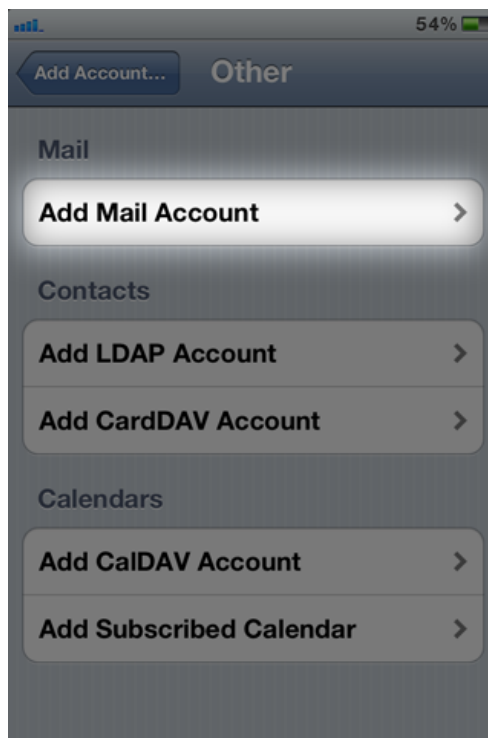 54%
Add Account...
Other
Mail
Add Mail Account
Contacts
Add LDAP Account
Add CardDAV Account
Calendars
Add CalDAV Account
Add Subscribed Calendar